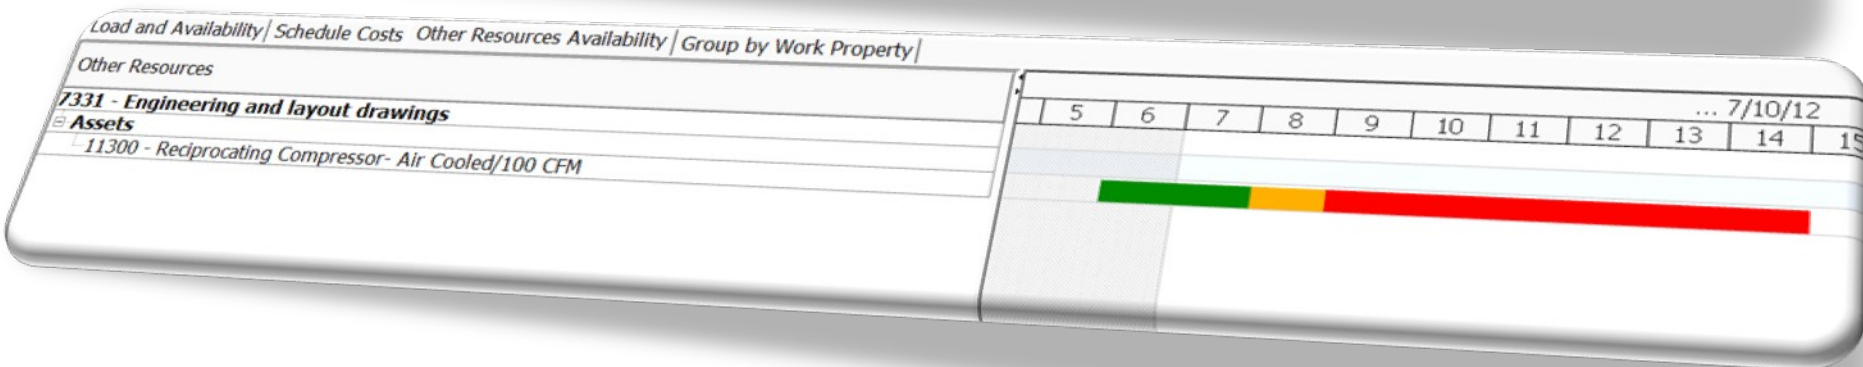 Load and Availability Schedule Costs Other Resources Availability Group by Work Property
Other Resources
... 7/10/12
5 6 7 8 9 10 11 12 13 14 15
7331 - Engineering and layout drawings
Assets
11300 - Reciprocating Compressor- Air Cooled/100 CFM